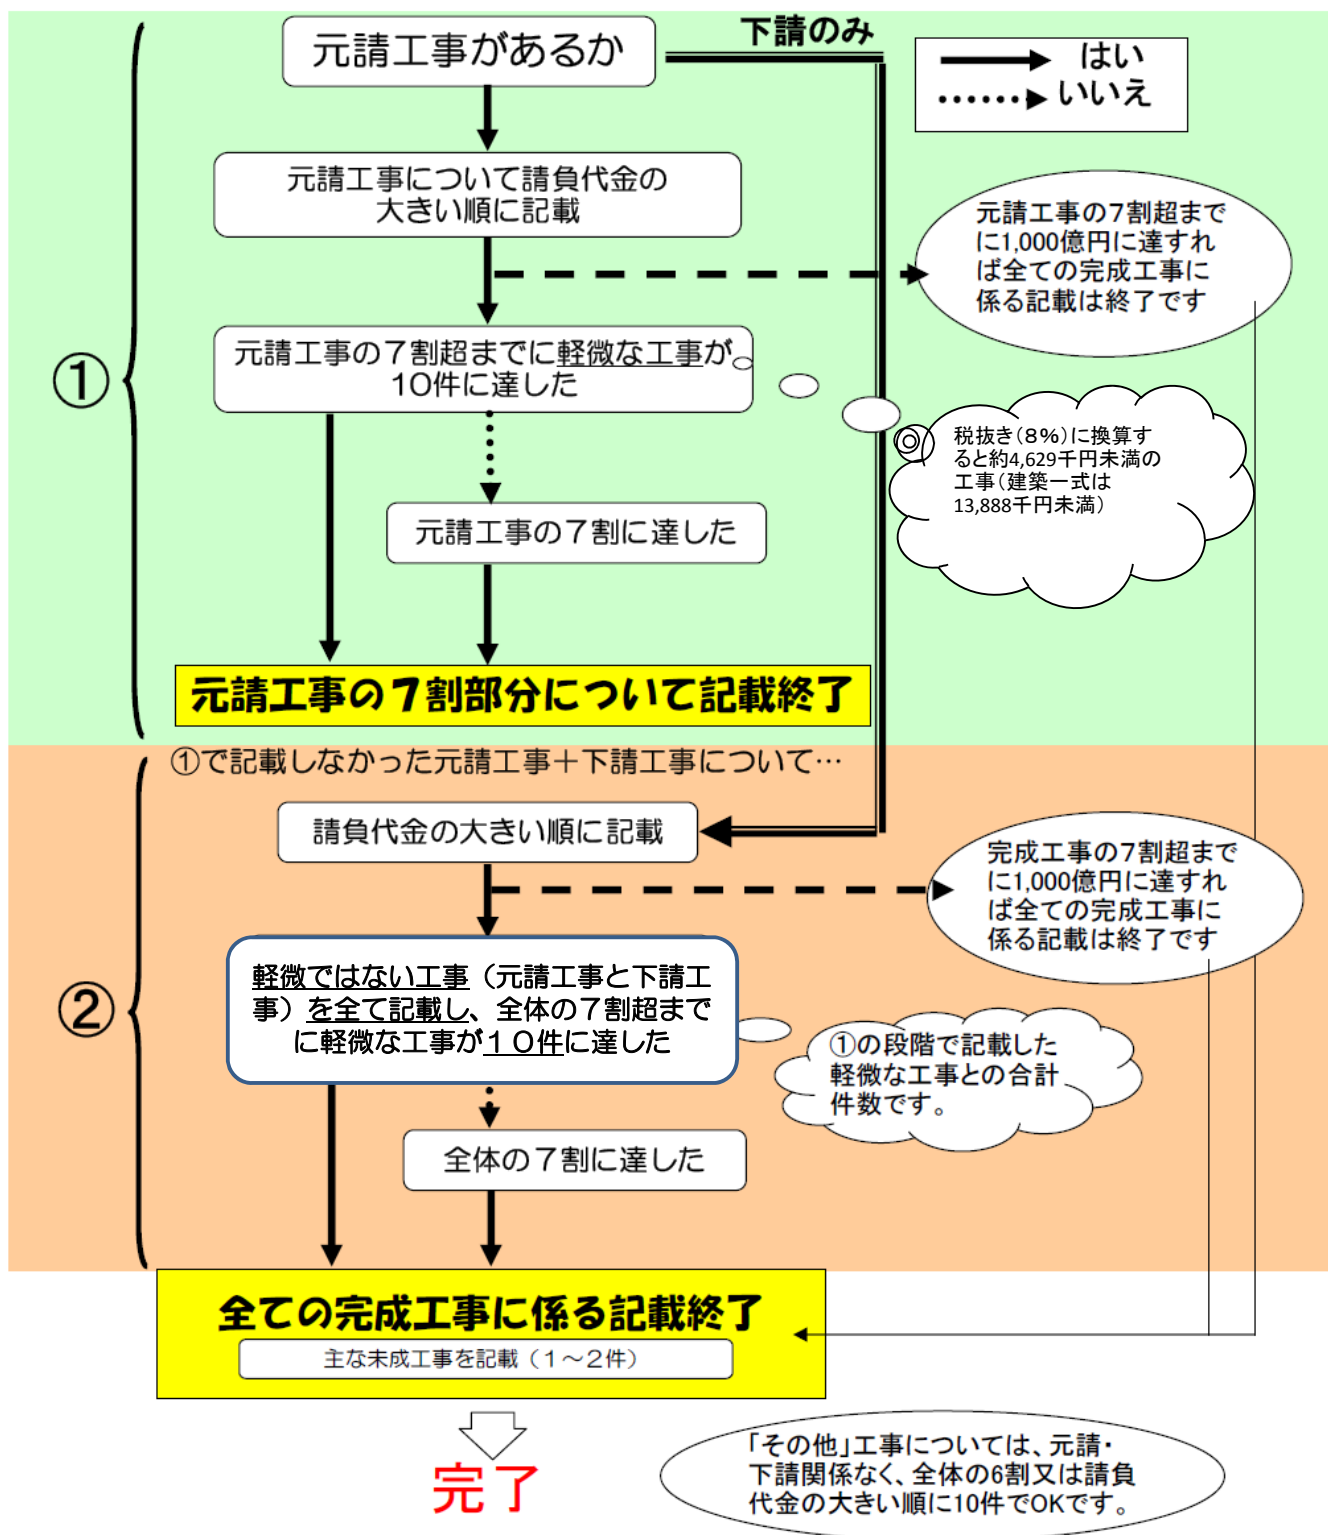 元請工事があるか
下請のみ
はい
いいえ
元請工事について請負代金の
大きい順に記載
元請工事の７割超まで
に1,000億円に達すれ
ば全ての完成工事に
係る記載は終了です
①
元請工事の７割超までに軽微な工事が
10件に達した
税抜き（８％）に換算す
ると約4,629千円未満の
工事（建築一式は
13,888千円未満）
元請工事の７割に達した
元請工事の７割部分について記載終了
①で記載しなかった元請工事＋下請工事について…
請負代金の大きい順に記載
完成工事の７割超まで
に1,000億円に達すれ
ば全ての完成工事に
係る記載は終了です
②
軽微ではない工事（元請工事と下請工
事）を全て記載し、全体の７割超まで
に軽微な工事が１０件に達した
①の段階で記載した
軽微な工事との合計
件数です。
全体の７割に達した
全ての完成工事に係る記載終了
主な未成工事を記載（１～２件）
完了
「その他」工事については、元請・
下請関係なく、全体の6割又は請負
代金の大きい順に10件でOKです。